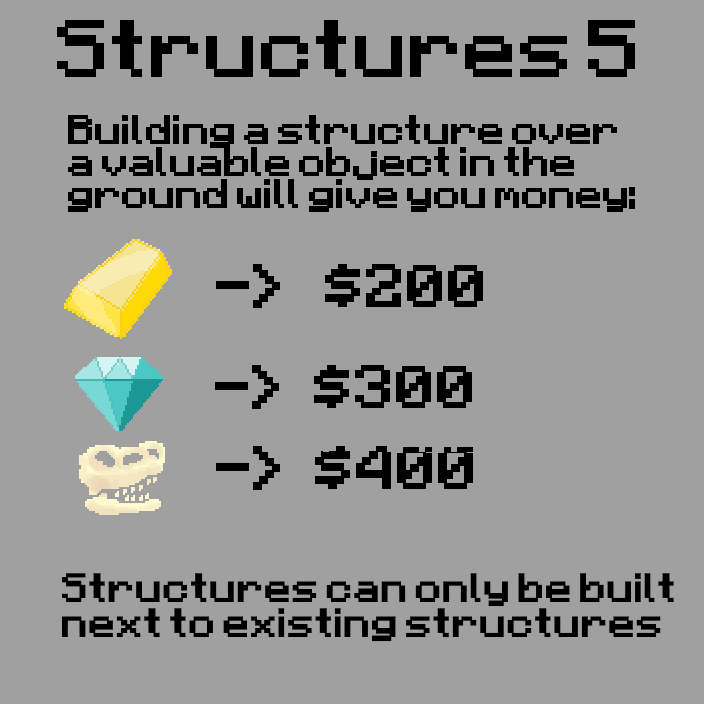 Structures 5
Building a structure over
a valuable object in the
ground will give you money:
-> $200
-> $300
-> $400
Structures can only be built
next to existing structures